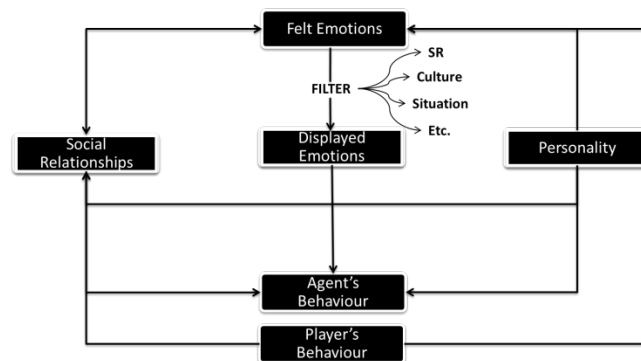 Felt Emotions
SR
Culture
FILTER
Situation
Etc.
Social
Relationships
Displayed
Emotions
Personality
Agent's
Behaviour
Player's
Behaviour